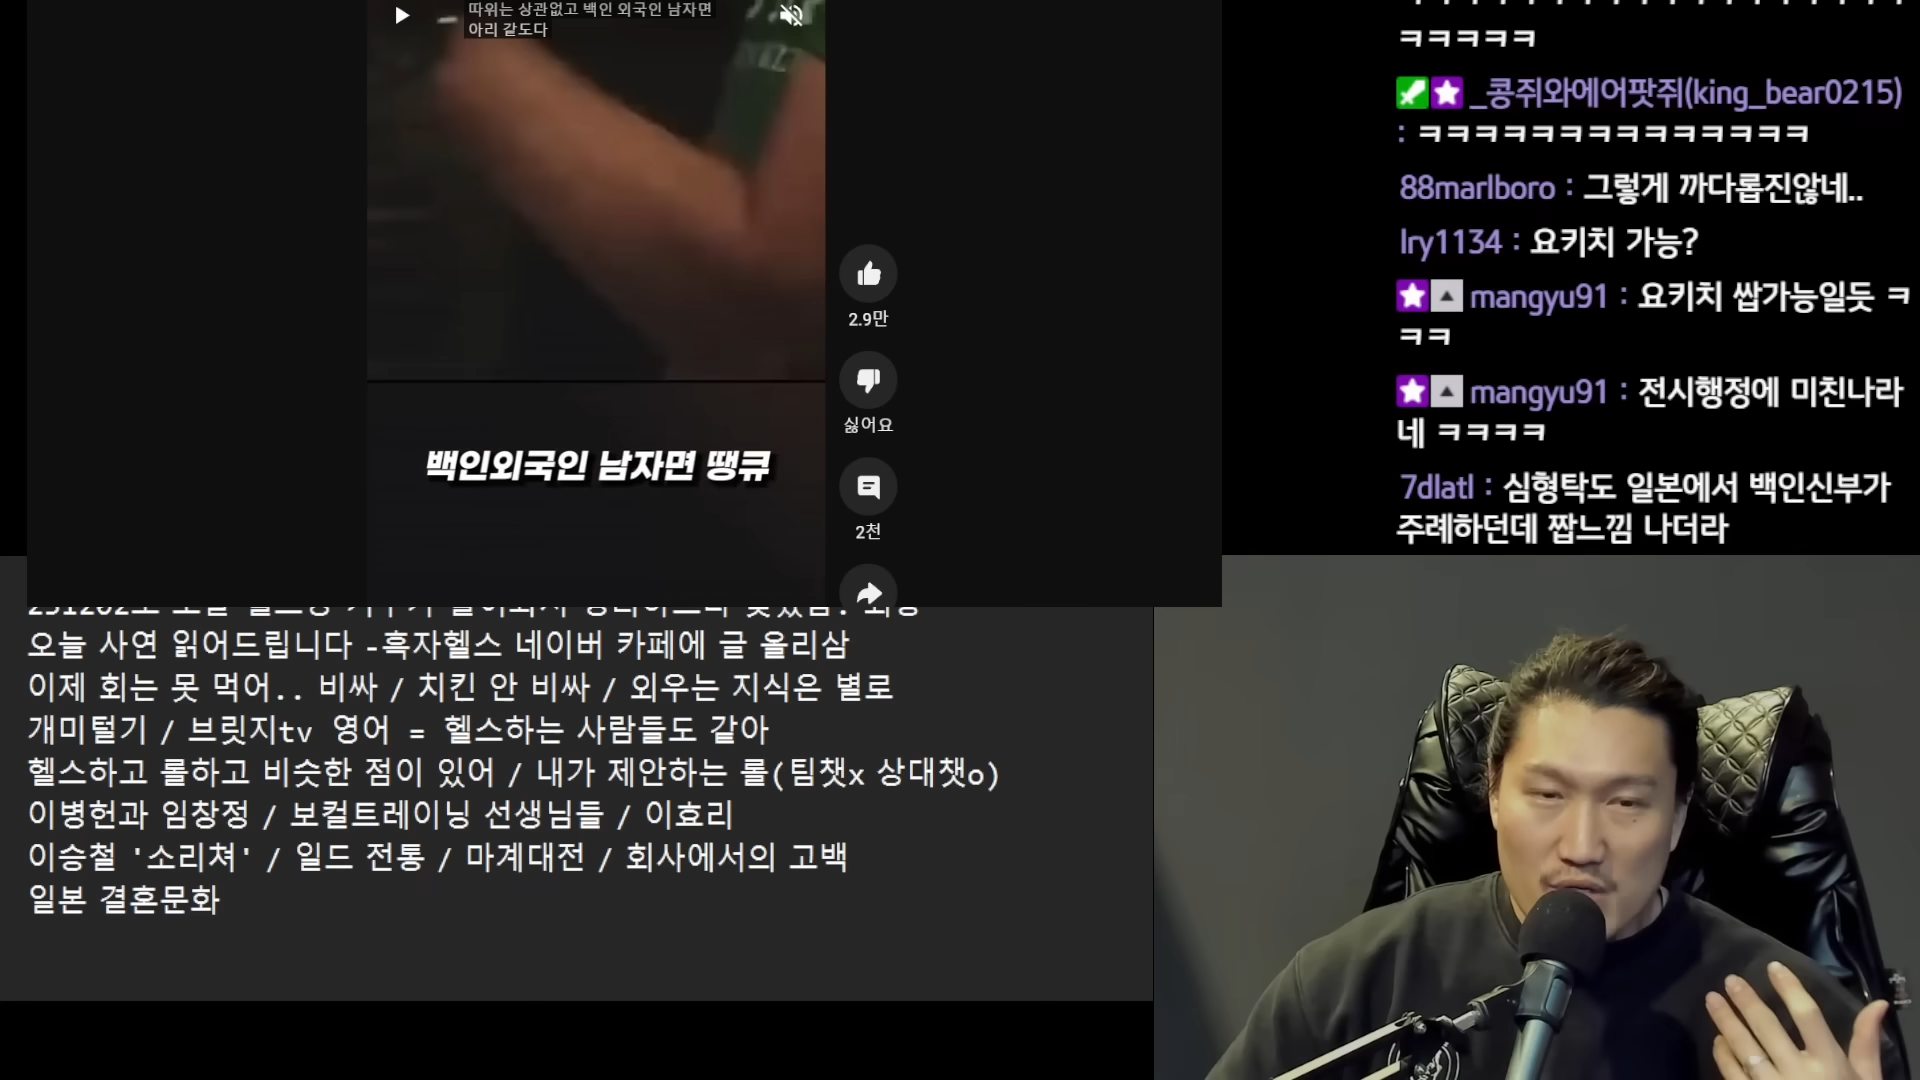 따위는 상관없고 백인 외국인 남자면
아리 같도다
백인외국인 남자면 땡큐
2.9만
싫어요
2천
오늘 사연 읽어드립니다 -흑자헬스 네이버 카페에 글 올리삼
이제 회는 못 먹어.. 비싸 / 치킨 안 비싸 / 외우는 지식은 별로
개미털기 / 브릿지tv 영어 = 헬스하는 사람들도 같아
헬스하고 롤하고 비슷한 점이 있어 / 내가 제안하는 롤(팀챗x 상대챗o)
이병헌과 임창정 / 보컬트레이닝 선생님들 / 이효리
이승철 '소리쳐' / 일드 전통 / 마계대전 / 회사에서의 고백
일본 결혼문화
ㅋㅋㅋㅋㅋ
_콩쥐와에어팟쥐(king_bear0215)
: ㅋㅋㅋㅋㅋㅋㅋㅋㅋㅋㅋㅋㅋㅋ
88marlboro : 그렇게 까다롭진않네..
lry1134 : 요키치 가능?
mangyu91 : 요키치 쌉가능일듯 ㅋ
ㅋㅋ
mangyu91 : 전시행정에 미친나라
네 ㅋㅋㅋㅋ
7dlatl : 심형탁도 일본에서 백인신부가
주례하던데 짭느낌 나더라